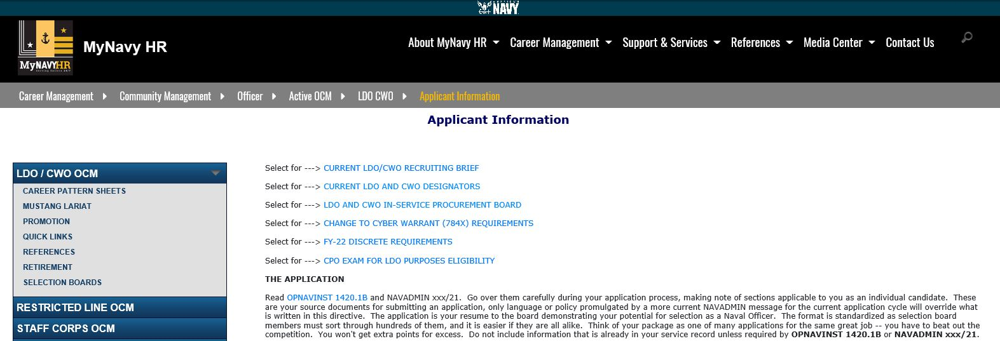 AMERICA'S NAVY
MyNavy HR
MyNAVYHR
Serving Sailors 24/7
About MyNavy HR
Career Management
Support & Services
References
Media Center
Contact Us
Career Management
Community Management
Officer
Active OCM
LDO CWO
Applicant Information
Applicant Information
LDO / CWO OCM
CAREER PATTERN SHEETS
MUSTANG LARIAT
PROMOTION
QUICK LINKS
REFERENCES
RETIREMENT
SELECTION BOARDS
RESTRICTED LINE OCM
STAFF CORPS OCM
Select for ---> CURRENT LDO/CWO RECRUITING BRIEF
Select for ---> CURRENT LDO AND CWO DESIGNATORS
Select for ---> LDO AND CWO IN-SERVICE PROCUREMENT BOARD
Select for ---> CHANGE TO CYBER WARRANT (784X) REQUIREMENTS
Select for ---> FY-22 DISCRETE REQUIREMENTS
Select for ---> CPO EXAM FOR LDO PURPOSES ELIGIBILITY
THE APPLICATION
Read OPNAVINST 1420.1B and NAVADMIN xxx/21.  Go over them carefully during your application process, making note of sections applicable to you as an individual candidate.  These
are your source documents for submitting an application, only language or policy promulgated by a more current NAVADMIN message for the current application cycle will override what
is written in this directive.  The application is your resume to the board demonstrating your potential for selection as a Naval Officer.  The format is standardized as selection board
members must sort through hundreds of them, and it is easier if they are all alike.  Think of your package as one of many applications for the same great job -- you have to beat out the
competition.  You won't get extra points for excess.  Do not include information that is already in your service record unless required by OPNAVINST 1420.1B or NAVADMIN xxx/21.